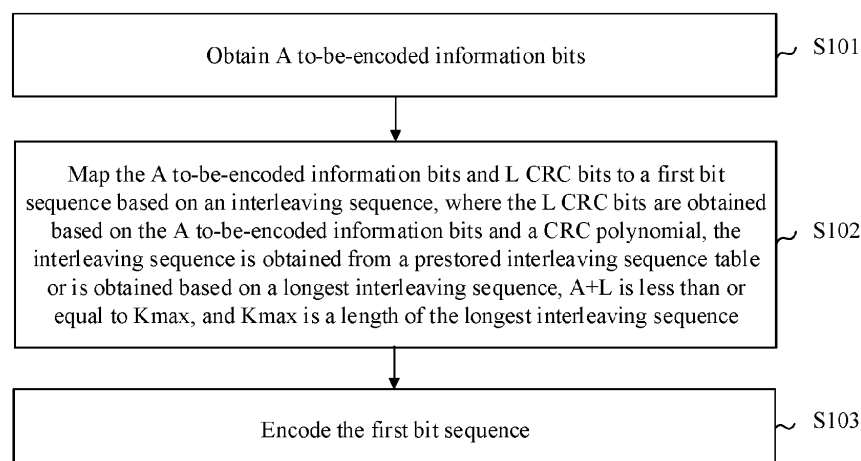 Obtain A to-be-encoded information bits
S101
Map the A to-be-encoded information bits and L CRC bits to a first bit
sequence based on an interleaving sequence, where the L CRC bits are obtained
based on the A to-be-encoded information bits and a CRC polynomial, the
interleaving sequence is obtained from a prestored interleaving sequence table
or is obtained based on a longest interleaving sequence, A+L is less than or
equal to Kmax, and Kmax is a length of the longest interleaving sequence
S102
Encode the first bit sequence
S103